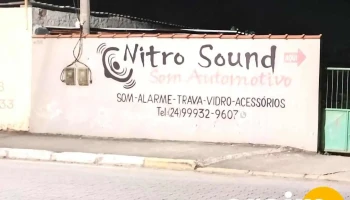 Nitro Sound
Som Automotivo
SOM-ALARME-TRAVA-VIDRO-ACESSÓRIOS
Tel(24)99932-9607